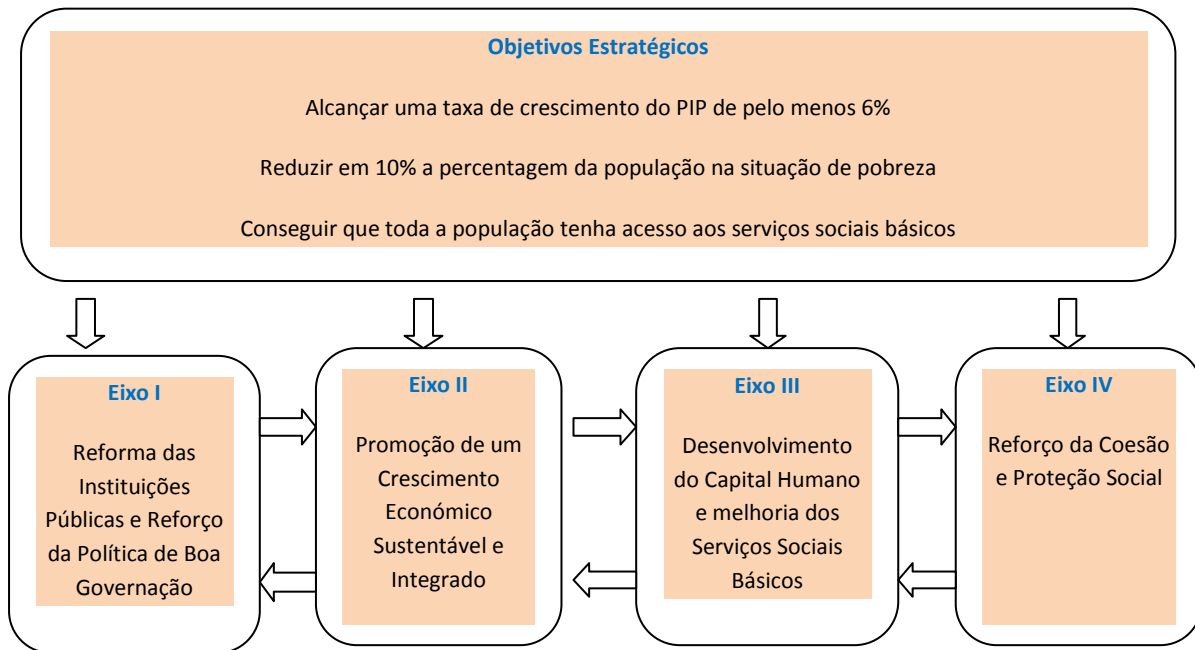 Objetivos Estratégicos
Alcançar uma taxa de crescimento do PIP de pelo menos 6%
Reduzir em 10% a percentagem da população na situação de pobreza
Conseguir que toda a população tenha acesso aos serviços sociais básicos
Eixo I
Reforma das
Instituições
Públicas e Reforço
da Política de Boa
Governação
Eixo II
Promoção de um
Crescimento
Económico
Sustentável e
Integrado
Eixo III
Desenvolvimento
do Capital Humano
e melhoria dos
Serviços Sociais
Básicos
Eixo IV
Reforço da Coesão
e Proteção Social